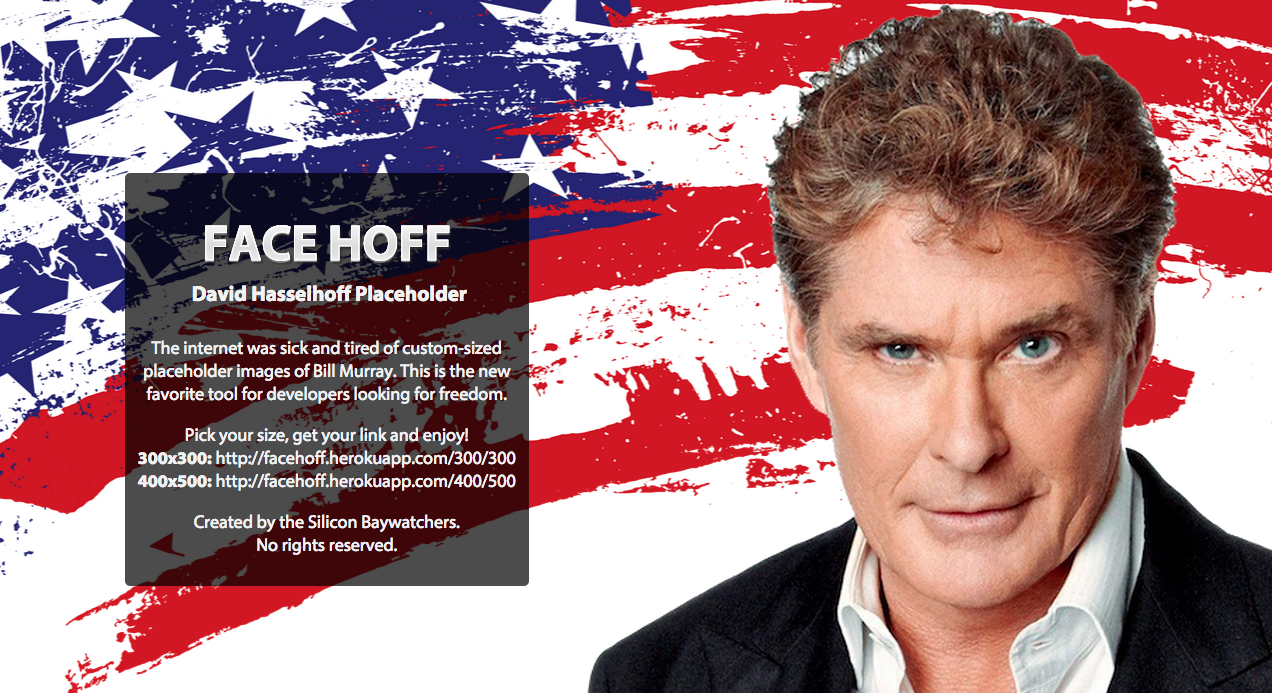 FACE HOFF
David Hasselhoff Placeholder
The internet was sick and tired of custom-sized
placeholder images of Bill Murray. This is the new
favorite tool for developers looking for freedom.
Pick your size, get your link and enjoy!
300x300: http://facehoff.herokuapp.com/300/300
400x500: http://facehoff.herokuapp.com/400/500
Created by the Silicon Baywatchers.
No rights reserved.